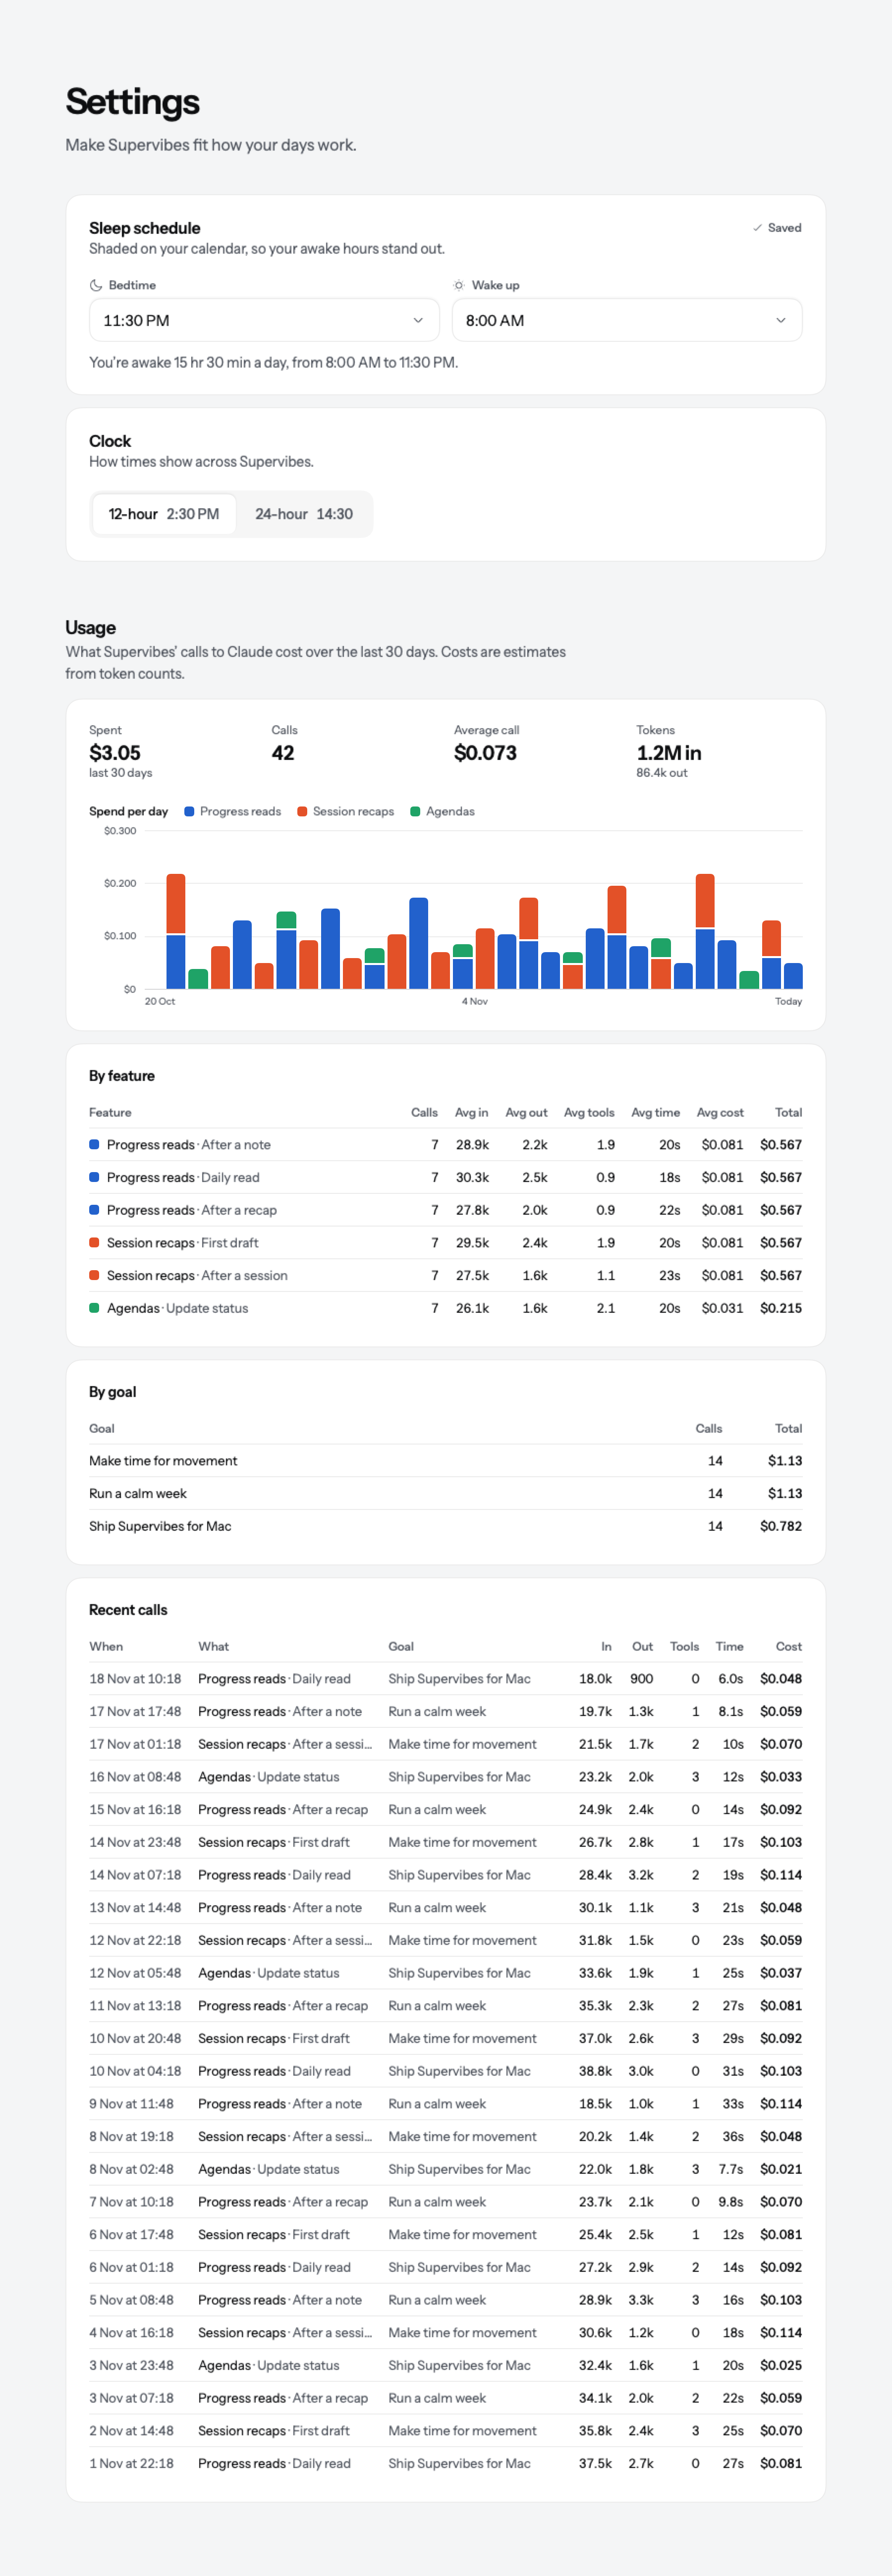 Settings
Make Supervibes fit how your days work.
Sleep schedule
Saved
Shaded on your calendar, so your awake hours stand out.
Bedtime
Wake up
11:30 PM
8:00 AM
You're awake 15 hr 30 min a day, from 8:00 AM to 11:30 PM.
Clock
How times show across Supervibes.
12-hour 2:30 PM 24-hour 14:30
Usage
What Supervibes' calls to Claude cost over the last 30 days. Costs are estimates
from token counts.
Spent Calls Average call Tokens
$3.05 42 $0.073 1.2M in
last 30 days 86.4k out
Spend per day Progress reads Session recaps Agendas
$0.300
$0.200
$0.100
$0
20 Oct 4 Nov Today
By feature
Feature Calls Avg in Avg out Avg tools Avg time Avg cost Total
Progress reads · After a note 7 28.9k 2.2k 1.9 20s $0.081 $0.567
Progress reads · Daily read 7 30.3k 2.5k 0.9 18s $0.081 $0.567
Progress reads · After a recap 7 27.8k 2.0k 0.9 22s $0.081 $0.567
Session recaps · First draft 7 29.5k 2.4k 1.9 20s $0.081 $0.567
Session recaps · After a session 7 27.5k 1.6k 1.1 23s $0.081 $0.567
Agendas · Update status 7 26.1k 1.6k 2.1 20s $0.031 $0.215
By goal
Goal Calls Total
Make time for movement 14 $1.13
Run a calm week 14 $1.13
Ship Supervibes for Mac 14 $0.782
Recent calls
When What Goal In Out Tools Time Cost
18 Nov at 10:18 Progress reads · Daily read Ship Supervibes for Mac 18.0k 900 0 6.0s $0.048
17 Nov at 17:48 Progress reads · After a note Run a calm week 19.7k 1.3k 1 8.1s $0.059
17 Nov at 01:18 Session recaps · After a sessi... Make time for movement 21.5k 1.7k 2 10s $0.070
16 Nov at 08:48 Agendas · Update status Ship Supervibes for Mac 23.2k 2.0k 3 12s $0.033
15 Nov at 16:18 Progress reads · After a recap Run a calm week 24.9k 2.4k 0 14s $0.092
14 Nov at 23:48 Session recaps · First draft Make time for movement 26.7k 2.8k 1 17s $0.103
14 Nov at 07:18 Progress reads · Daily read Ship Supervibes for Mac 28.4k 3.2k 2 19s $0.114
13 Nov at 14:48 Progress reads · After a note Run a calm week 30.1k 1.1k 3 21s $0.048
12 Nov at 22:18 Session recaps · After a sessi... Make time for movement 31.8k 1.5k 0 23s $0.059
12 Nov at 05:48 Agendas · Update status Ship Supervibes for Mac 33.6k 1.9k 1 25s $0.037
11 Nov at 13:18 Progress reads · After a recap Run a calm week 35.3k 2.3k 2 27s $0.081
10 Nov at 20:48 Session recaps · First draft Make time for movement 37.0k 2.6k 3 29s $0.092
10 Nov at 04:18 Progress reads · Daily read Ship Supervibes for Mac 38.8k 3.0k 0 31s $0.103
9 Nov at 11:48 Progress reads · After a note Run a calm week 18.5k 1.0k 1 33s $0.114
8 Nov at 19:18 Session recaps · After a sessi... Make time for movement 20.2k 1.4k 2 36s $0.048
8 Nov at 02:48 Agendas · Update status Ship Supervibes for Mac 22.0k 1.8k 3 7.7s $0.021
7 Nov at 10:18 Progress reads · After a recap Run a calm week 23.7k 2.1k 0 9.8s $0.070
6 Nov at 17:48 Session recaps · First draft Make time for movement 25.4k 2.5k 1 12s $0.081
6 Nov at 01:18 Progress reads · Daily read Ship Supervibes for Mac 27.2k 2.9k 2 14s $0.092
5 Nov at 08:48 Progress reads · After a note Run a calm week 28.9k 3.3k 3 16s $0.103
4 Nov at 16:18 Session recaps · After a sessi... Make time for movement 30.6k 1.2k 0 18s $0.114
3 Nov at 23:48 Agendas · Update status Ship Supervibes for Mac 32.4k 1.6k 1 20s $0.025
3 Nov at 07:18 Progress reads · After a recap Run a calm week 34.1k 2.0k 2 22s $0.059
2 Nov at 14:48 Session recaps · First draft Make time for movement 35.8k 2.4k 3 25s $0.070
1 Nov at 22:18 Progress reads · Daily read Ship Supervibes for Mac 37.5k 2.7k 0 27s $0.081